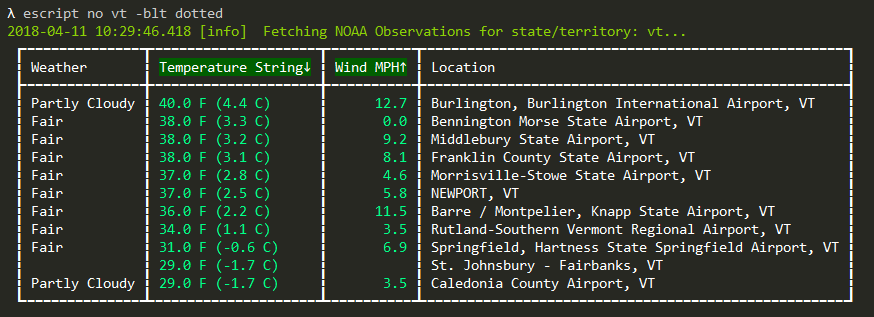 λ escript no vt -blt dotted
2018-04-11 10:29:46.418 [info]  Fetching NOAA Observations for state/territory: vt...
Weather Temperature String↓ Wind MPH↑ Location
Partly Cloudy 40.0 F (4.4 C) 12.7 Burlington, Burlington International Airport, VT
Fair 38.0 F (3.3 C) 0.0 Bennington Morse State Airport, VT
Fair 38.0 F (3.2 C) 9.2 Middlebury State Airport, VT
Fair 38.0 F (3.1 C) 8.1 Franklin County State Airport, VT
Fair 37.0 F (2.8 C) 4.6 Morrisville-Stowe State Airport, VT
Fair 37.0 F (2.5 C) 5.8 NEWPORT, VT
Fair 36.0 F (2.2 C) 11.5 Barre / Montpelier, Knapp State Airport, VT
Fair 34.0 F (1.1 C) 3.5 Rutland-Southern Vermont Regional Airport, VT
Fair 31.0 F (-0.6 C) 6.9 Springfield, Hartness State Springfield Airport, VT
29.0 F (-1.7 C) St. Johnsbury - Fairbanks, VT
Partly Cloudy 29.0 F (-1.7 C) 3.5 Caledonia County Airport, VT